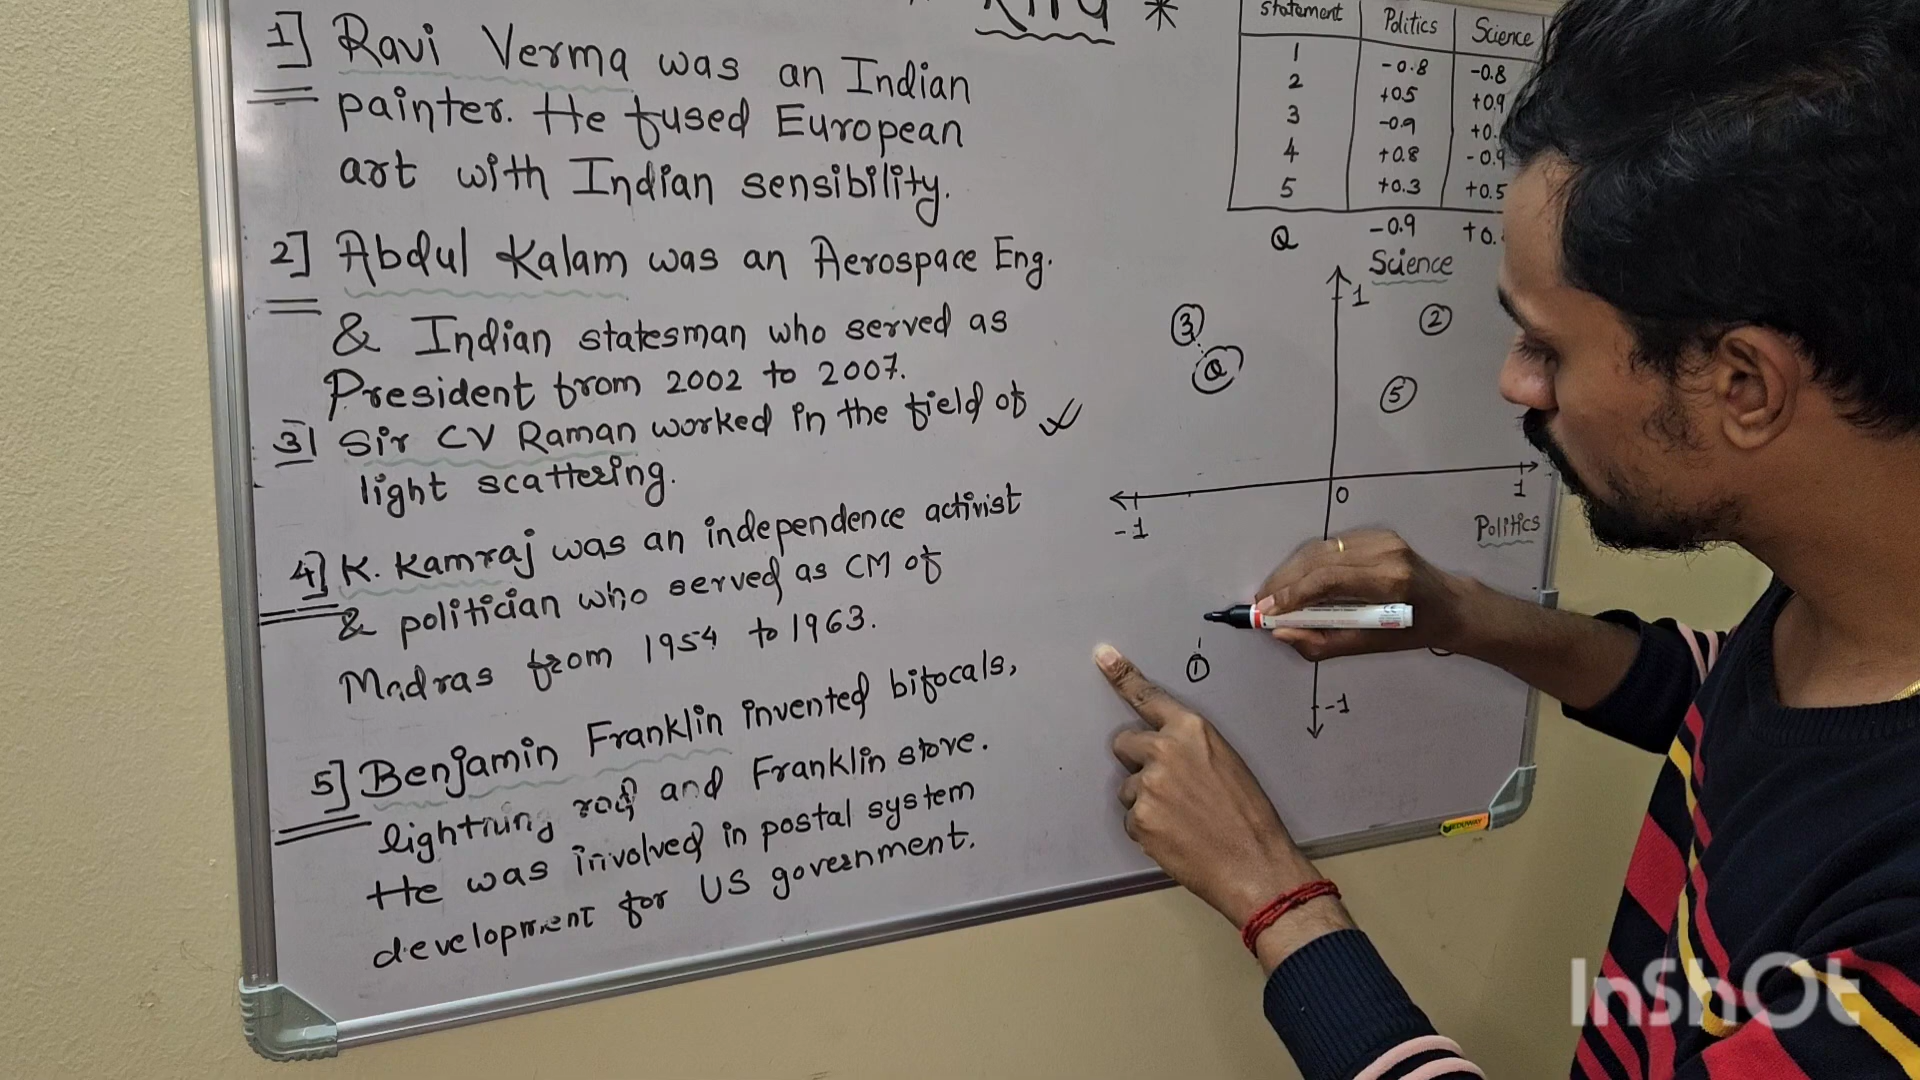 1] Ravi Verma was an Indian
painter. He fused European
art with Indian sensibility.
2] Abdul Kalam was an Aerospace Eng.
& Indian statesman who served as
President from 2002 to 2007.
3] Sir CV Raman worked in the field of
light scattering.
4] K. Kamraj was an independence activist
& politician who served as CM of
Madras from 1954 to 1963.
5] Benjamin Franklin invented bifocals,
lightning rod and Franklin stove.
He was involved in postal system
development for US government.
statement Politics Science
1 -0.8 -0.8
2 +0.5 +0.9
3 -0.9 +0.
4 +0.8 -0.9
5 +0.3 +0.5
Q -0.9 +0.
Science
1
3
2
Q
5
0
-1
1
Politics
1
-1
EDUWAY
InShOt